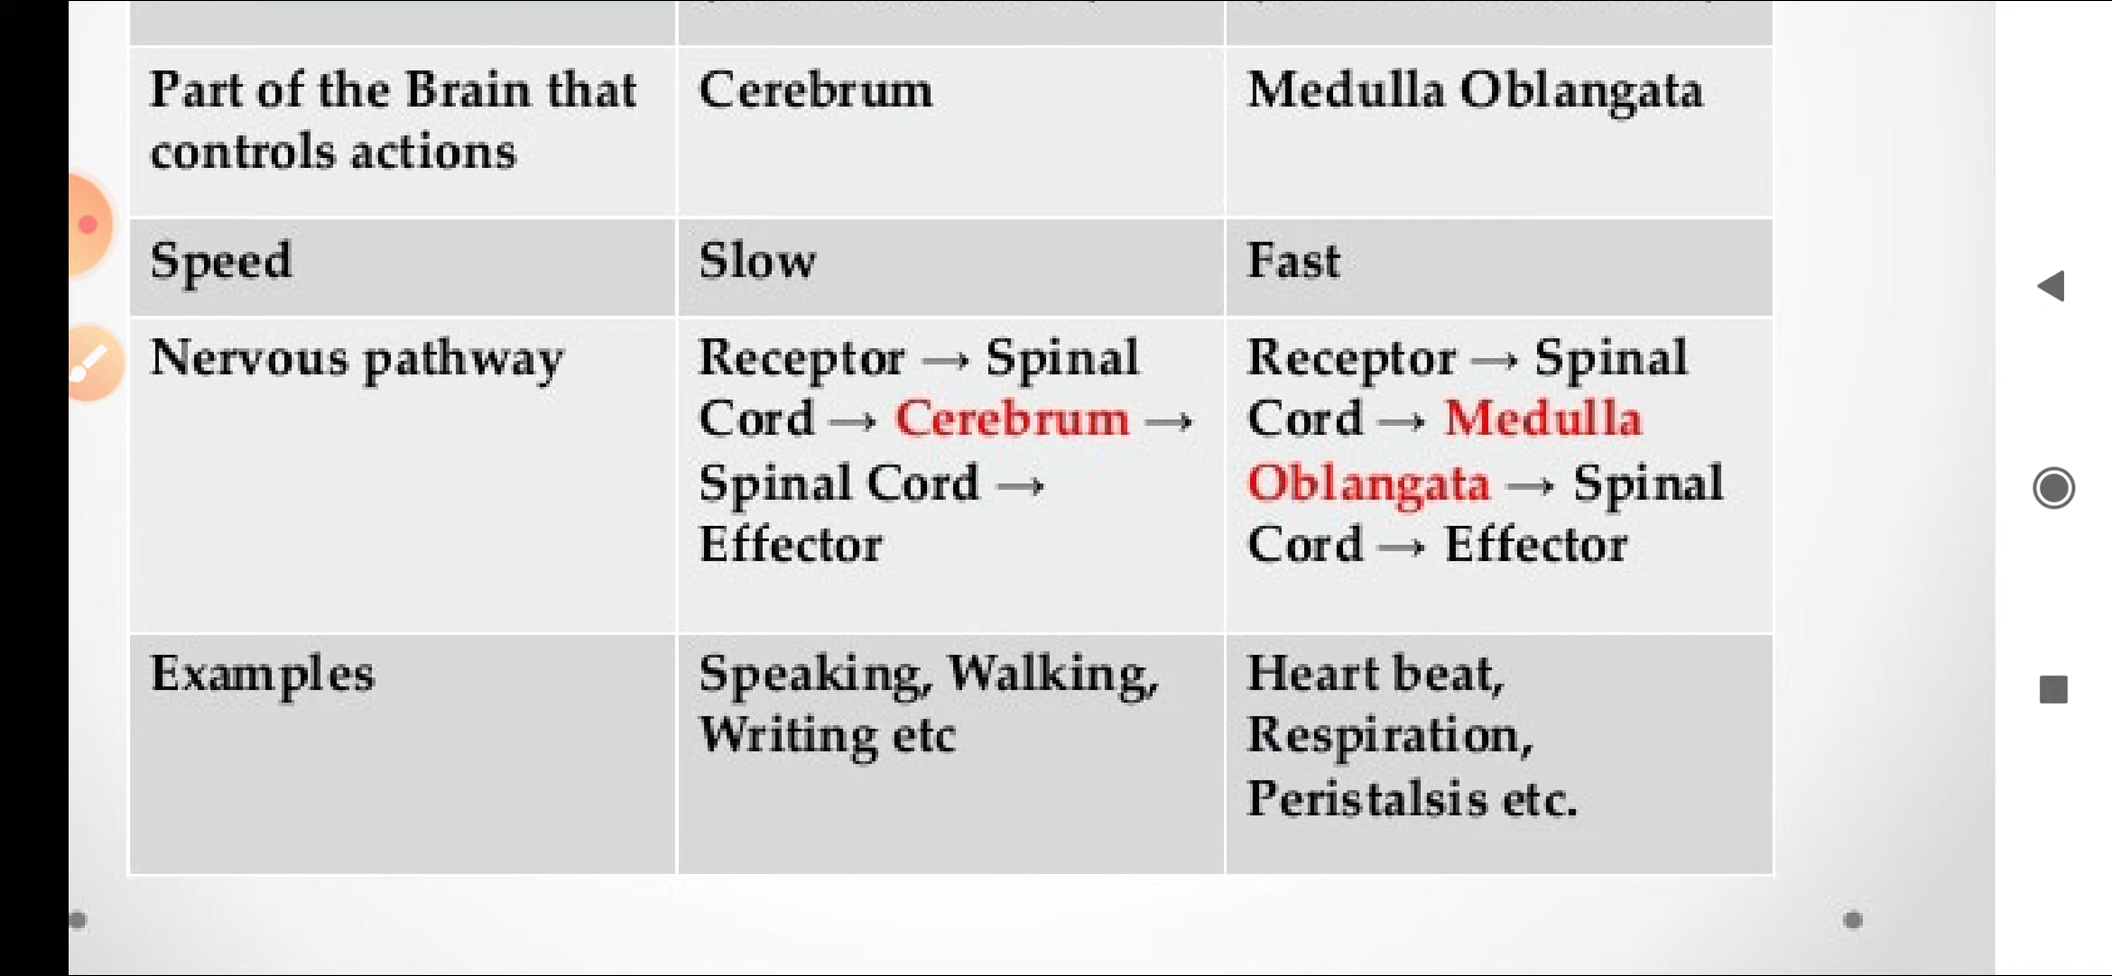 Part of the Brain that
controls actions
Cerebrum
Medulla Oblangata
Speed
Slow
Fast
Nervous pathway
Receptor → Spinal
Cord → Cerebrum →
Spinal Cord →
Effector
Receptor → Spinal
Cord → Medulla
Oblangata → Spinal
Cord → Effector
Examples
Speaking, Walking,
Writing etc
Heart beat,
Respiration,
Peristalsis etc.